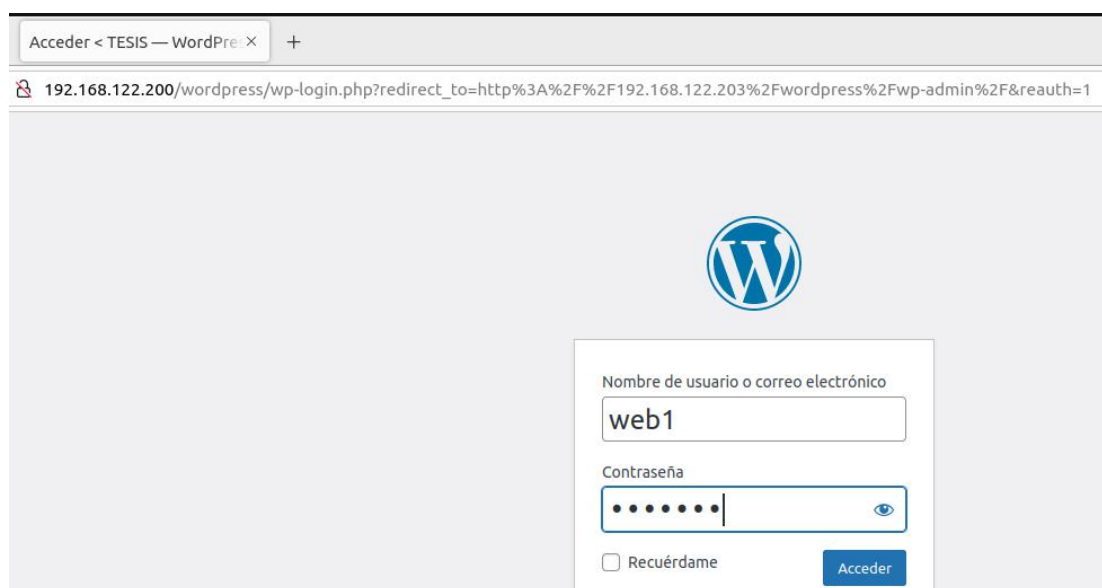 Acceder < TESIS — WordPre
192.168.122.200/wordpress/wp-login.php?redirect_to=http%3A%2F%2F192.168.122.203%2Fwordpress%2Fwp-admin%2F&reauth=1
Nombre de usuario o correo electrónico
web1
Contraseña
Recuérdame
Acceder